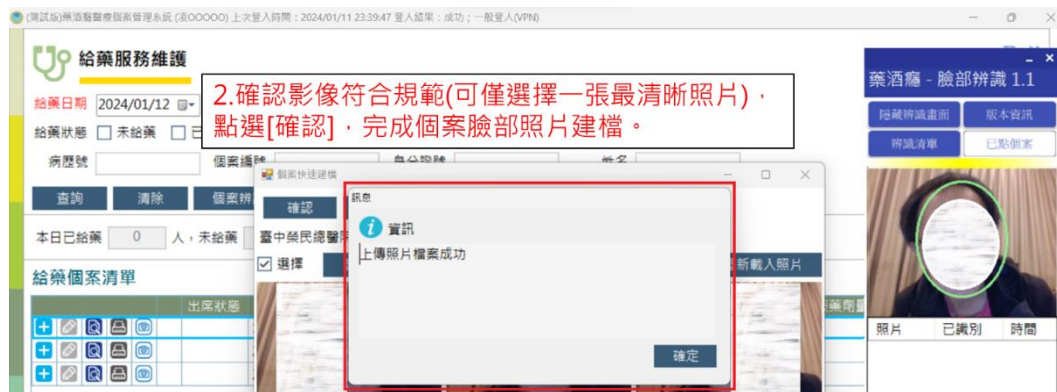 (測試版)藥酒癮醫療個案管理系統 (凌OOOOO) 上次登入時間：2024/01/11 23:39:47 登入結果：成功；一般登入(VPN)
給藥服務維護
給藥日期 2024/01/12
2.確認影像符合規範(可僅選擇一張最清晰照片)，
點選[確認]，完成個案臉部照片建檔。
給藥狀態 未給藥
病歷號 個案編號 身分證號 姓名
查詢 清除 個案辨
本日已給藥 0 人，未給藥
給藥個案清單
出席狀態
個案快速建檔
確認
臺中榮民總醫院
選擇
新載入照片
訊息
資訊
上傳照片檔案成功
確定
藥劑量
藥酒癮 - 臉部辨識 1.1
隱藏辨識畫面 版本資訊
辨識清單 已點個案
照片 已識別 時間